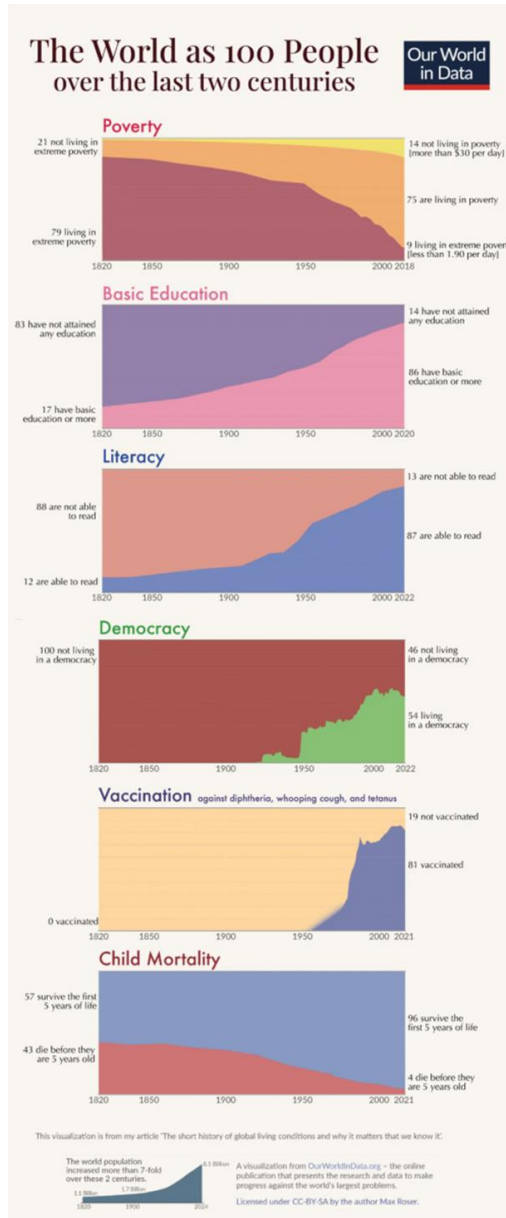 The World as 100 People
over the last two centuries
Our World
in Data
Poverty
21 not living in
extreme poverty
79 living in
extreme poverty
14 not living in poverty
(more than $30 per day)
75 are living in poverty
9 living in extreme pover
(less than 1.90 per day)
1820 1850 1900 1950 2000 2018
Basic Education
83 have not attained
any education
17 have basic
education or more
14 have not attained
any education
86 have basic
education or more
1820 1850 1900 1950 2000 2020
Literacy
88 are not able
to read
12 are able to read
13 are not able to read
87 are able to read
1820 1850 1900 1950 2000 2022
Democracy
100 not living
in a democracy
46 not living
in a democracy
54 living
in a democracy
1820 1850 1900 1950 2000 2022
Vaccination against diphtheria, whooping cough, and tetanus
0 vaccinated
19 not vaccinated
81 vaccinated
1820 1850 1900 1950 2000 2021
Child Mortality
57 survive the first
5 years of life
43 die before they
are 5 years old
96 survive the
first 5 years of life
4 die before they
are 5 years old
1820 1850 1900 1950 2000 2021
This visualization is from my article 'The short history of global living conditions and why it matters that we know it'.
The world population
increased more than 7-fold
over these 2 centuries.
1.1 Billion
1.7 Billion
8.1 Billion
1820 1900 2024
A visualization from OurWorldInData.org – the online
publication that presents the research and data to make
progress against the world's largest problems.
Licensed under CC-BY-SA by the author Max Roser.